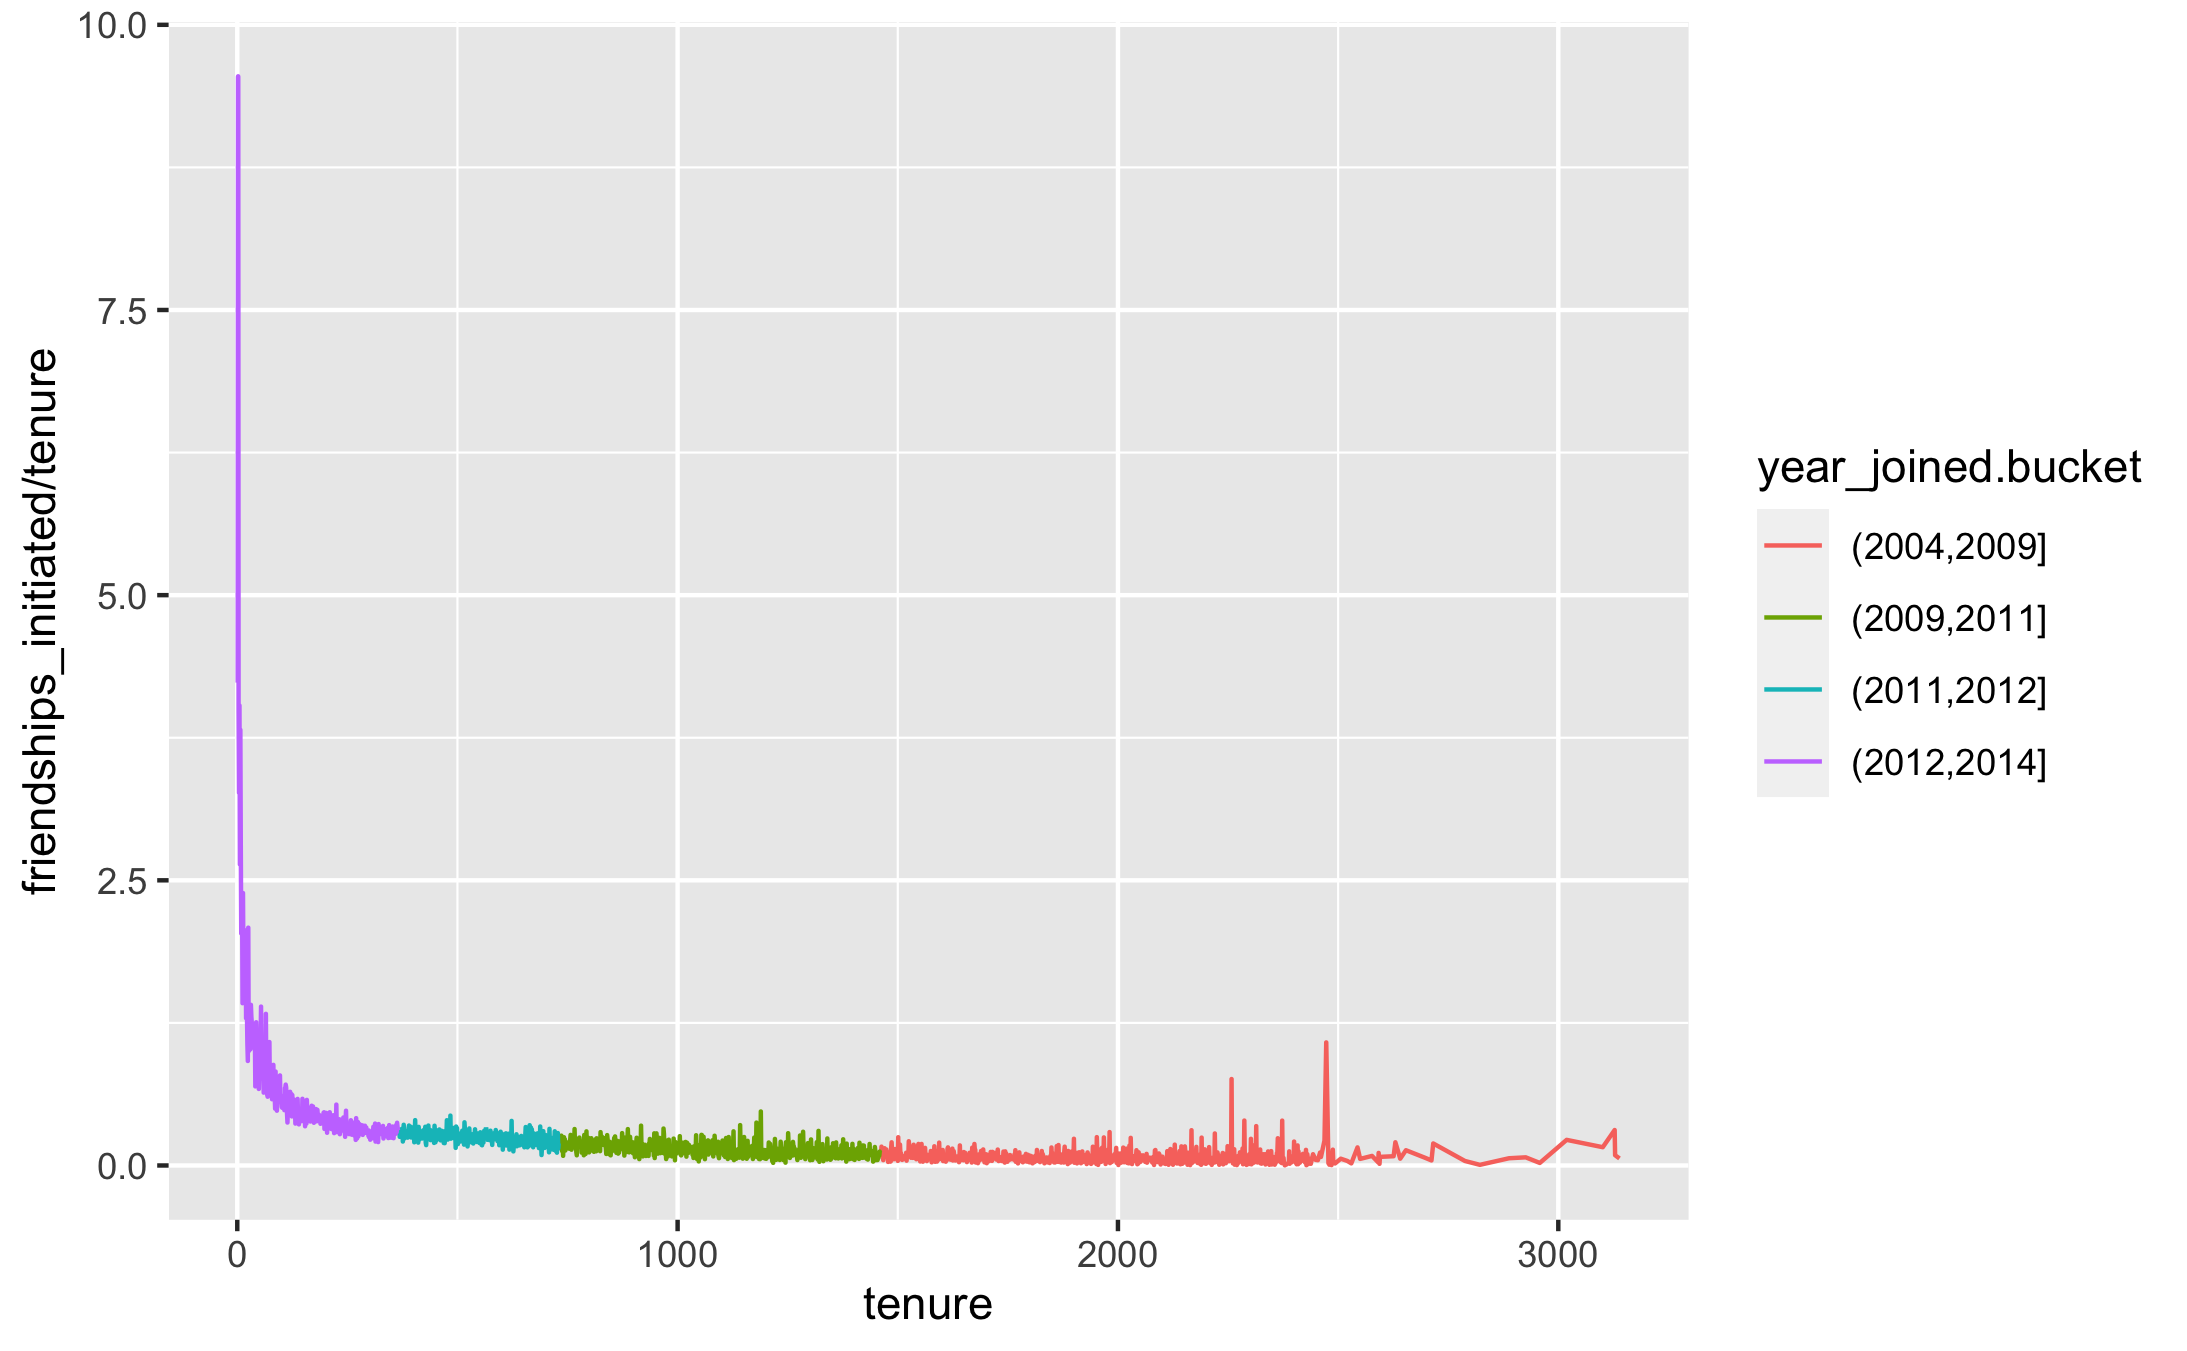 10.0
7.5
5.0
2.5
0.0
friendships_initiated/tenure
0 1000 2000 3000
tenure
year_joined.bucket
(2004,2009]
(2009,2011]
(2011,2012]
(2012,2014]